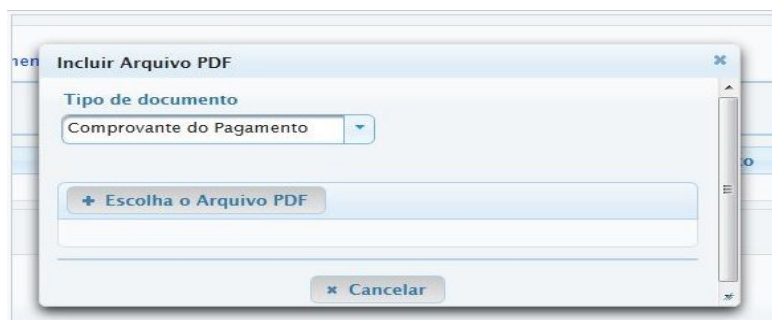 Incluir Arquivo PDF
Tipo de documento
Comprovante do Pagamento
+ Escolha o Arquivo PDF
× Cancelar